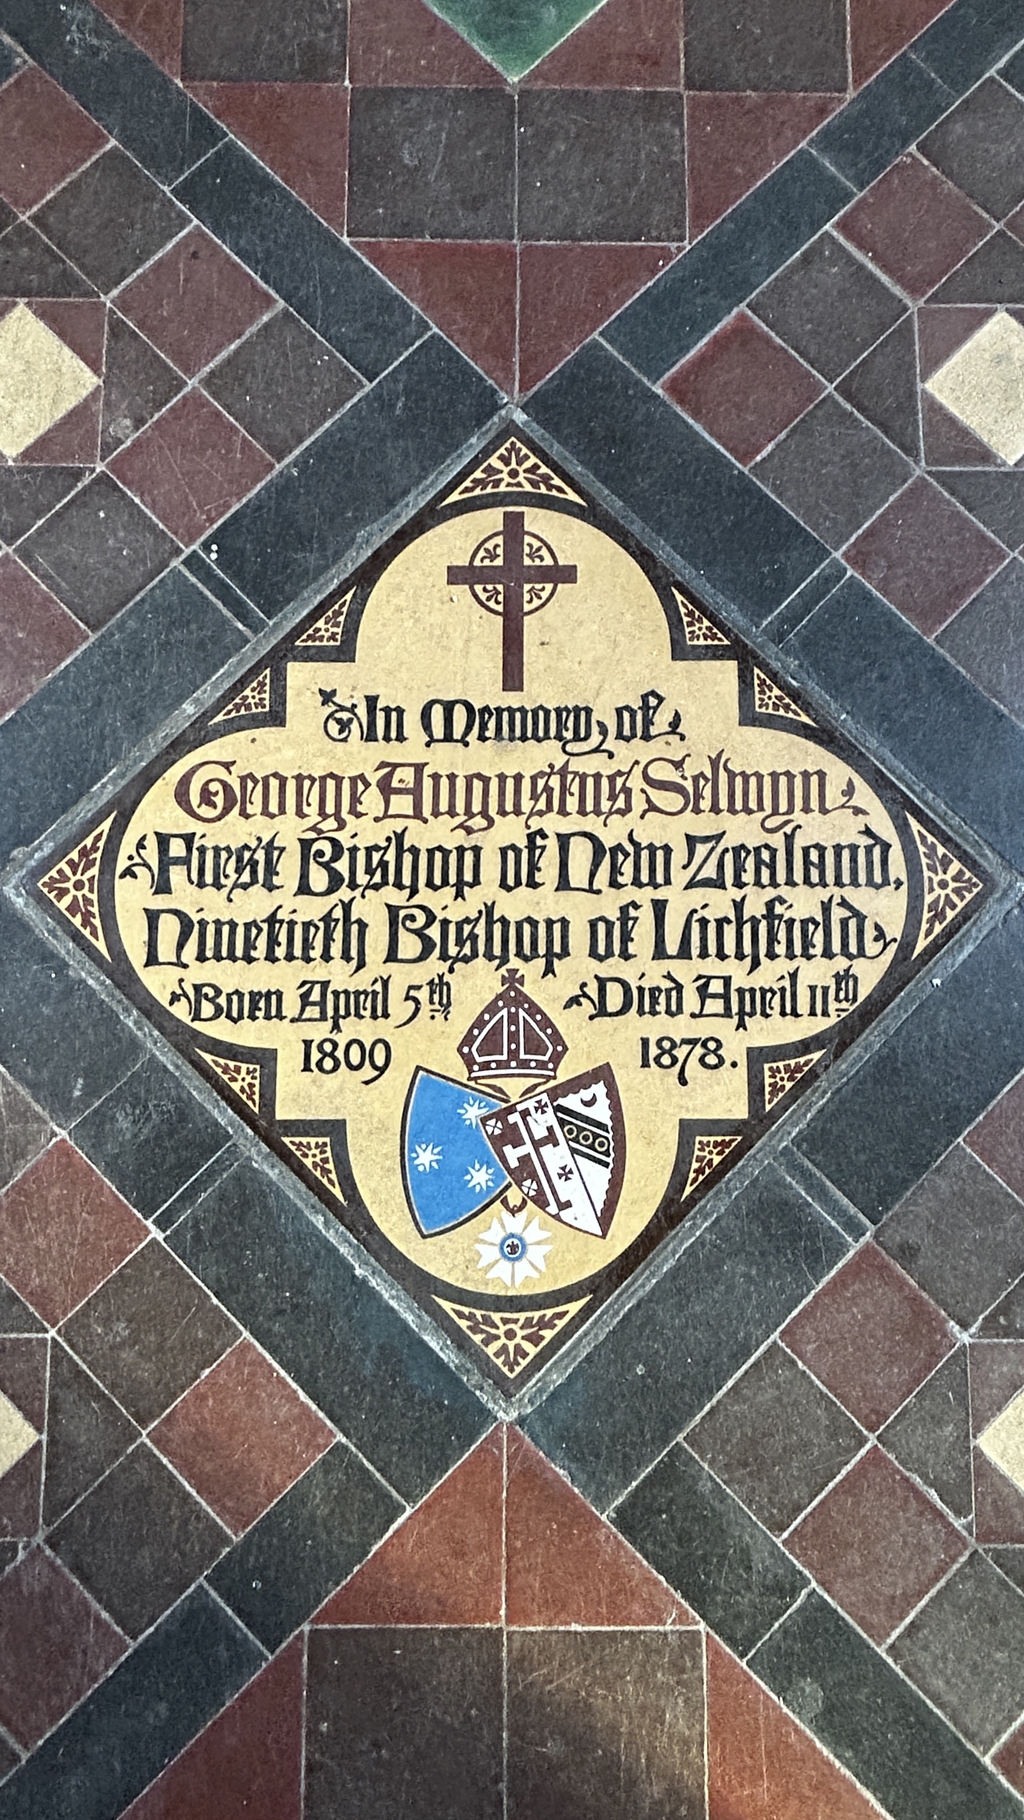 In Memory of
George Augustus Selwyn
First Bishop of New Zealand.
Ninetieth Bishop of Lichfield
Born April 5th Died April 11th
1809 1878.